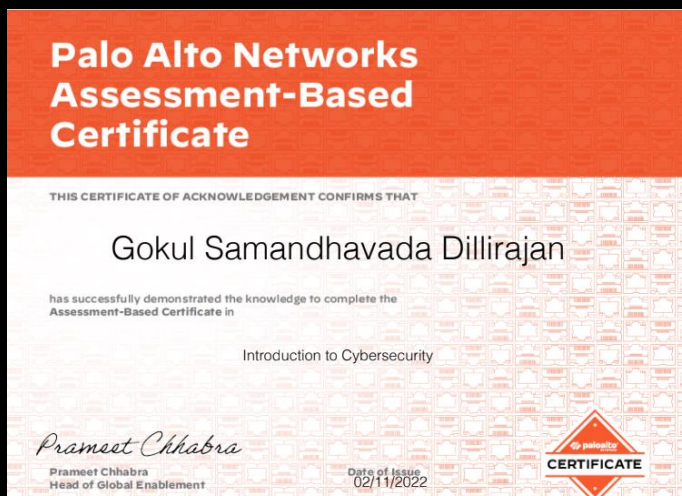 Palo Alto Networks
Assessment-Based
Certificate
THIS CERTIFICATE OF ACKNOWLEDGEMENT CONFIRMS THAT
Gokul Samandhavada Dillirajan
has successfully demonstrated the knowledge to complete the
Assessment-Based Certificate in
Introduction to Cybersecurity
Prameet Chhabra
Prameet Chhabra
Head of Global Enablement
Date of Issue
02/11/2022
paloalto
CERTIFICATE